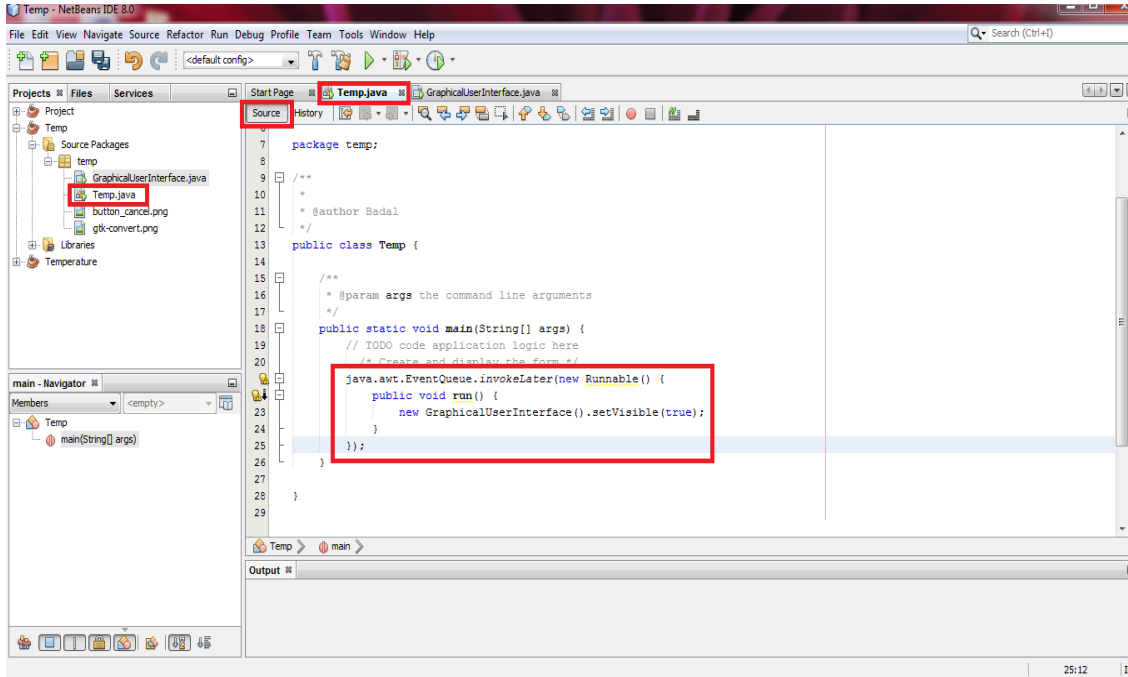 Temp - NetBeans IDE 8.0
File Edit View Navigate Source Refactor Run Debug Profile Team Tools Window Help
Search (Ctrl+I)
<default config>
Projects Files Services
Project
Temp
Source Packages
temp
GraphicalUserInterface.java
Temp.java
button_cancel.png
gtk-convert.png
Libraries
Temperature
main - Navigator
Members <empty>
Temp
main(String[] args)
Start Page Temp.java GraphicalUserInterface.java
Source History
6
7 package temp;
8
9 /**
10 *
11 * @author Badal
12 */
13 public class Temp {
14
15 /**
16 * @param args the command line arguments
17 */
18 public static void main(String[] args) {
19 // TODO code application logic here
20 /* Create and display the form */
java.awt.EventQueue.invokeLater(new Runnable() {
public void run() {
23 new GraphicalUserInterface().setVisible(true);
24 }
25 });
26 }
27
28 }
29
Temp main
Output
25:12